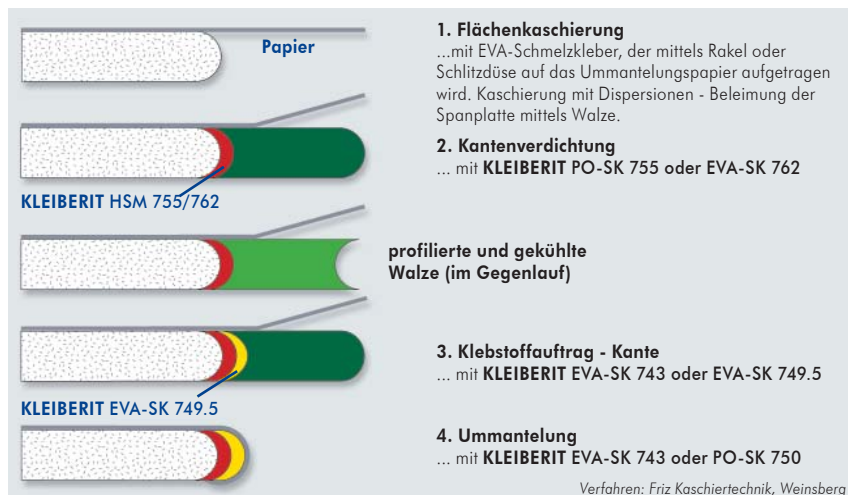 Papier
1. Flächenkaschierung
...mit EVA-Schmelzkleber, der mittels Rakel oder
Schlitzdüse auf das Ummantelungspapier aufgetragen
wird. Kaschierung mit Dispersionen - Beleimung der
Spanplatte mittels Walze.
2. Kantenverdichtung
... mit KLEIBERIT PO-SK 755 oder EVA-SK 762
KLEIBERIT HSM 755/762
profilierte und gekühlte
Walze (im Gegenlauf)
3. Klebstoffauftrag - Kante
... mit KLEIBERIT EVA-SK 743 oder EVA-SK 749.5
KLEIBERIT EVA-SK 749.5
4. Ummantelung
... mit KLEIBERIT EVA-SK 743 oder PO-SK 750
Verfahren: Friz Kaschiertechnik, Weinsberg